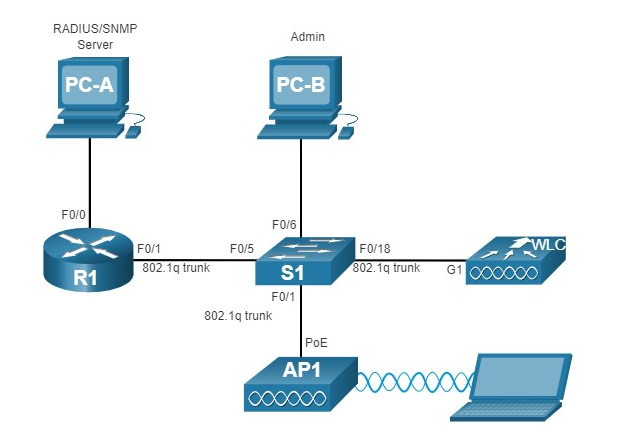 RADIUS/SNMP
Server
Admin
PC-A
PC-B
F0/0
F0/6
F0/1
F0/5
F0/18
WLC
R1
802.1q trunk
S1
802.1q trunk
G1
F0/1
802.1q trunk
PoE
AP1